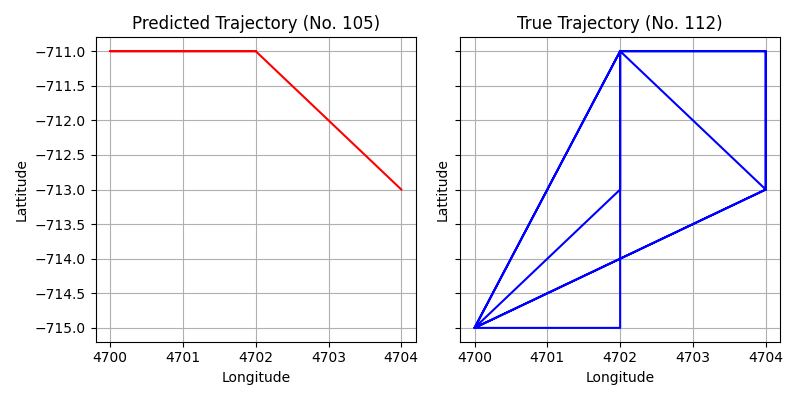 Predicted Trajectory (No. 105)
Lattitude
−711.0
−711.5
−712.0
−712.5
−713.0
−713.5
−714.0
−714.5
−715.0
4700 4701 4702 4703 4704
Longitude
True Trajectory (No. 112)
Lattitude
4700 4701 4702 4703 4704
Longitude